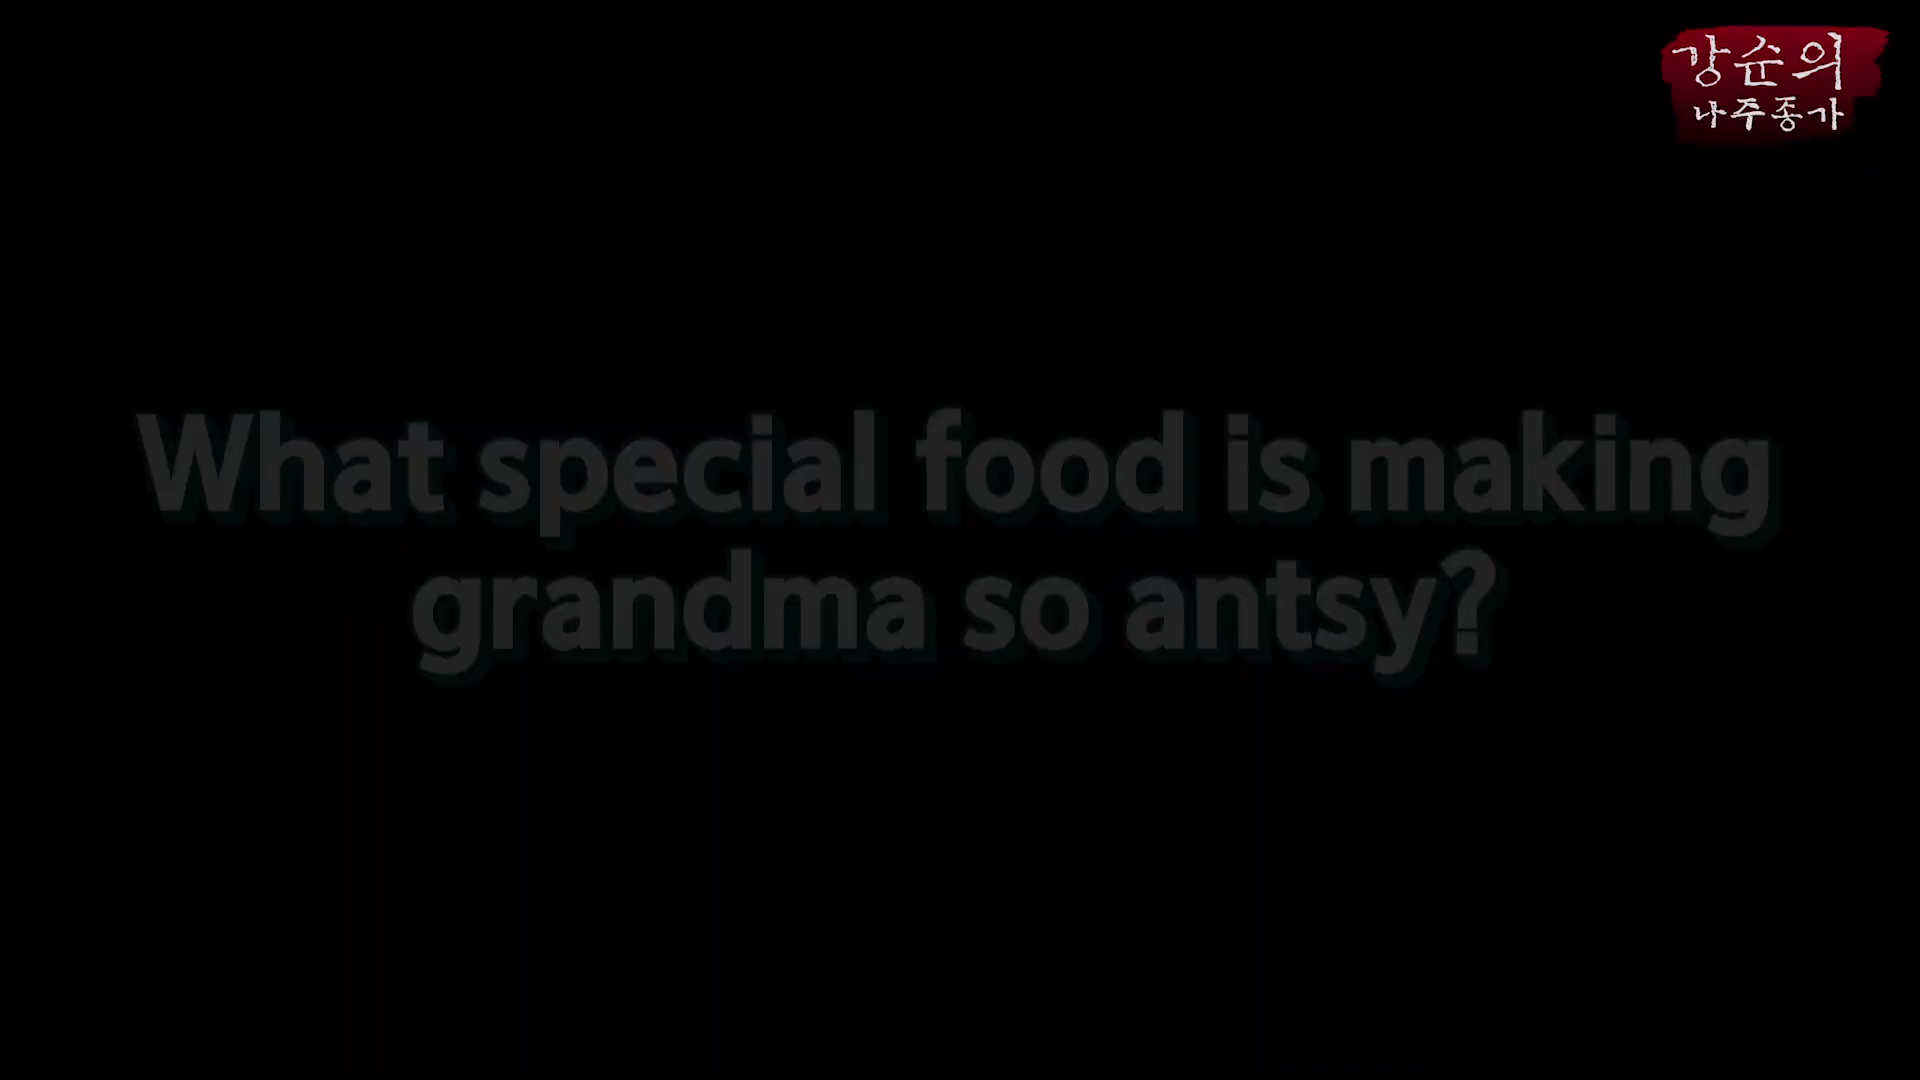 강순의
나주종가
What special food is making
grandma so antsy?